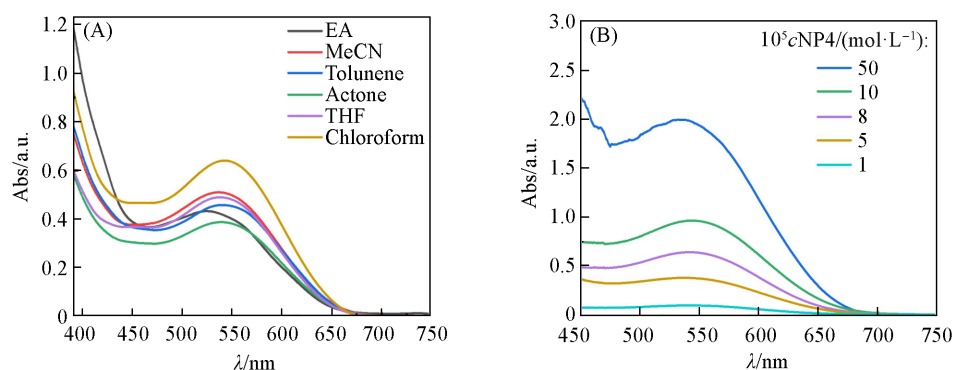 (A)
EA
MeCN
Tolunene
Actone
THF
Chloroform
Abs/a.u.
1.2
1.0
0.8
0.6
0.4
0.2
0
400 450 500 550 600 650 700 750
λ/nm
(B)
10⁵cNP4/(mol·L⁻¹):
50
10
8
5
1
Abs/a.u.
3.0
2.5
2.0
1.5
1.0
0.5
0
450 500 550 600 650 700 750
λ/nm